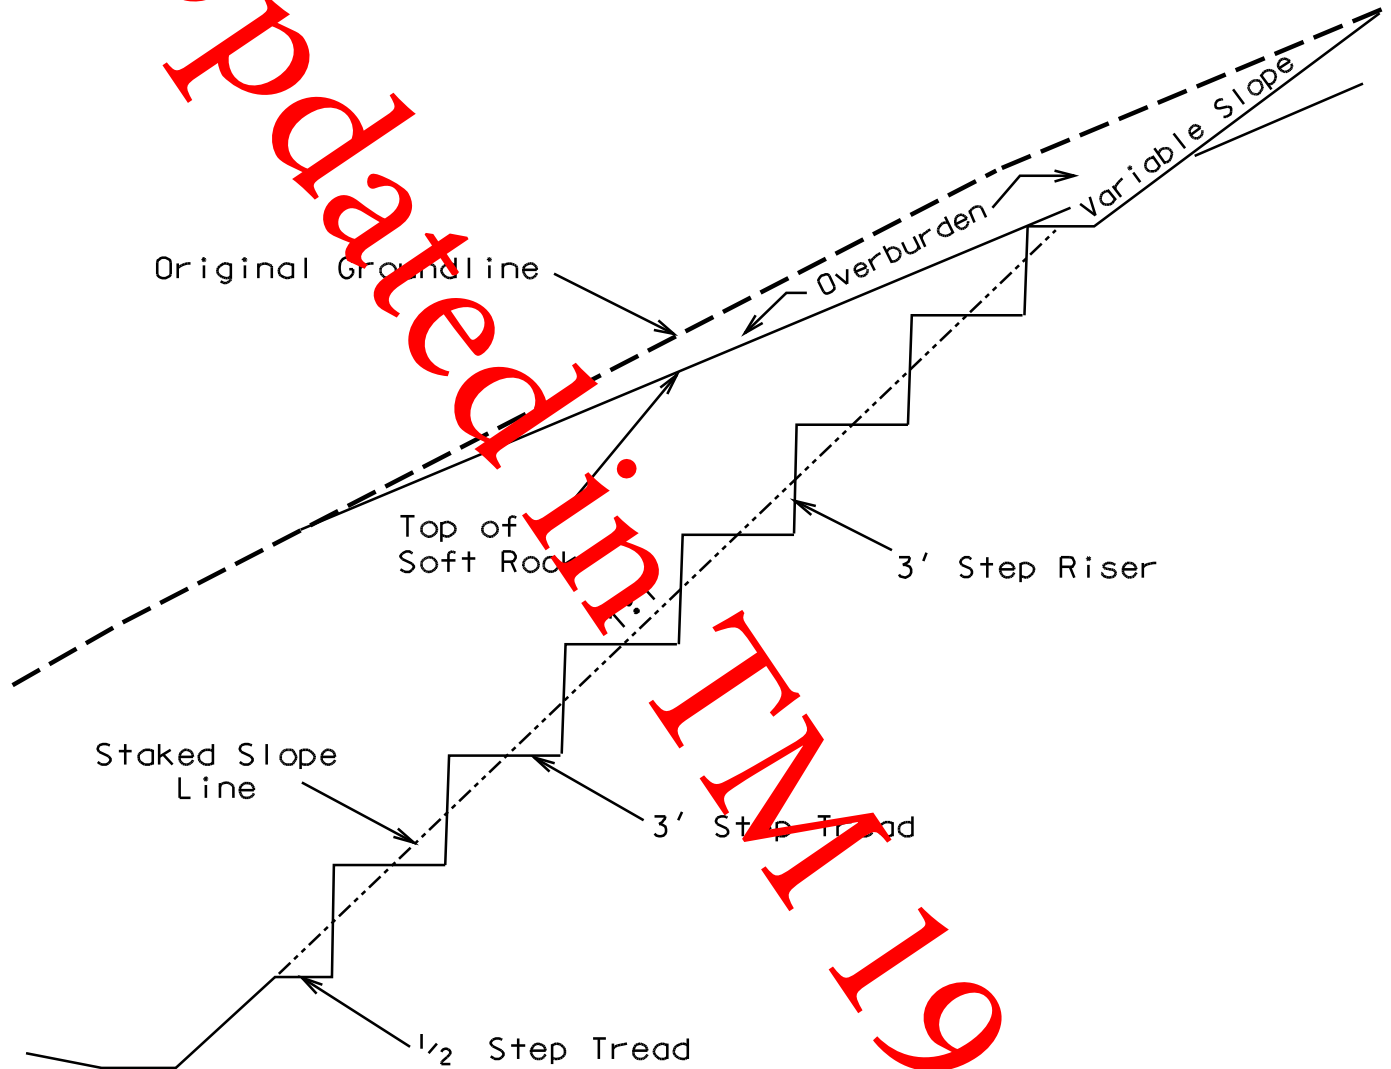 pdated in TM 19
Variable Slope
Overburden
Original Groundline
Top of
Soft Rock
3' Step Riser
Staked Slope
Line
3' Step Tread
1/2 Step Tread